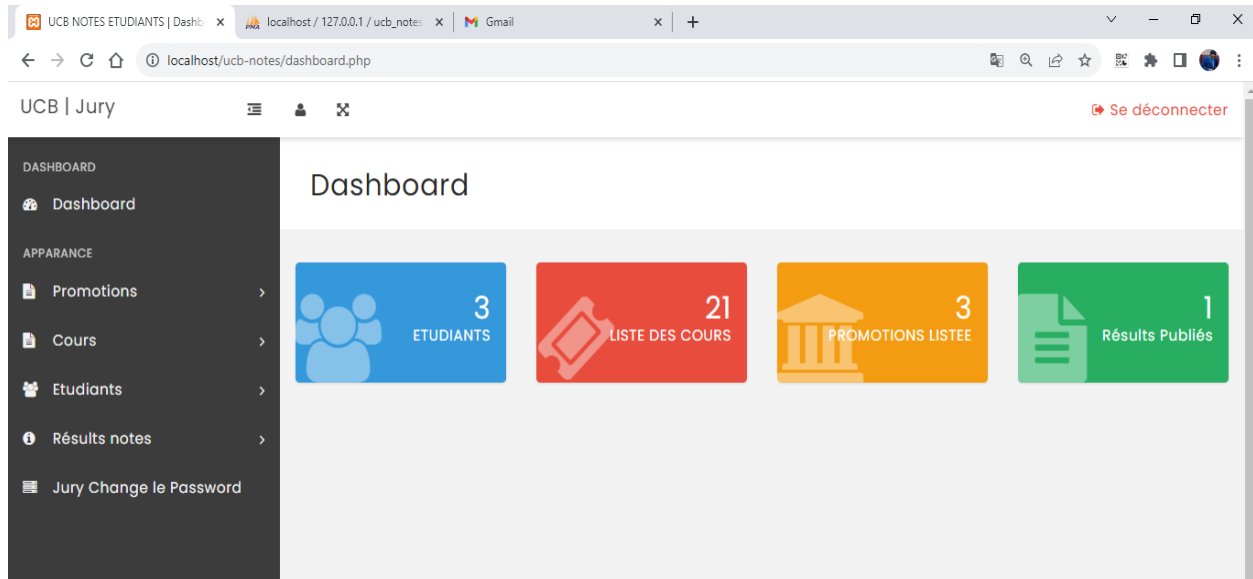 UCB NOTES ETUDIANTS | Dashb
localhost / 127.0.0.1 / ucb_notes
Gmail
localhost/ucb-notes/dashboard.php
UCB | Jury
Se déconnecter
DASHBOARD
Dashboard
APPARANCE
Promotions
Cours
Etudiants
Résults notes
Jury Change le Password
Dashboard
3
ETUDIANTS
21
LISTE DES COURS
3
PROMOTIONS LISTEE
1
Résults Publiés